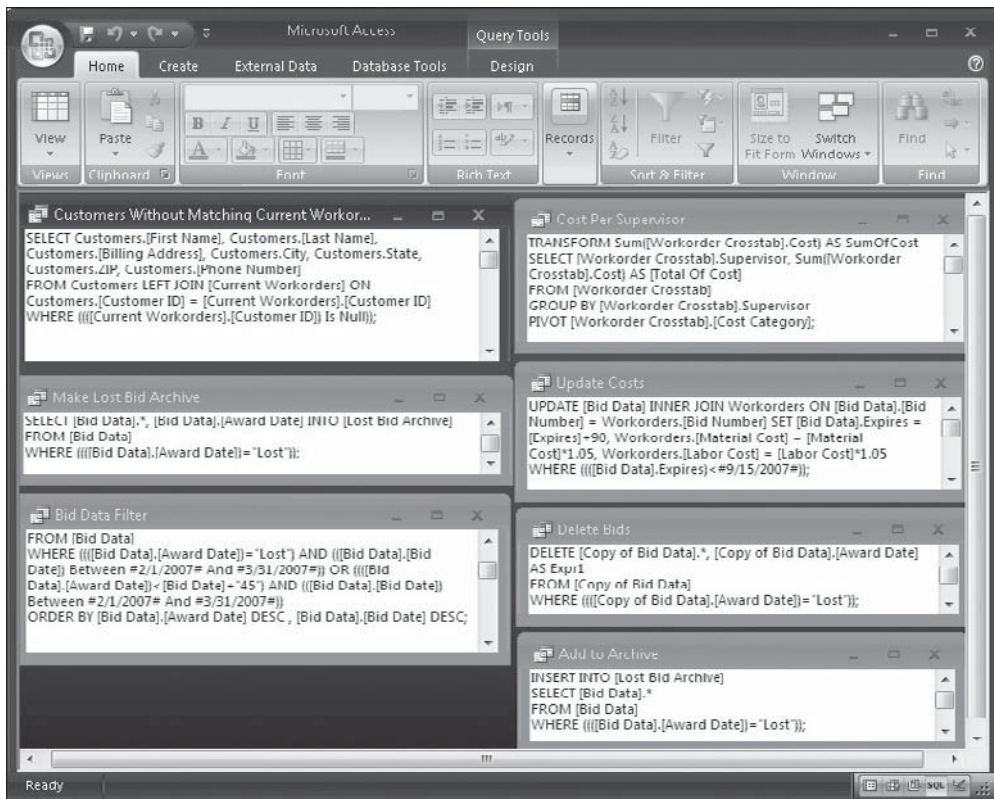 Microsoft Access
Query Tools
Home Create External Data Database Tools Design
View
Paste
B I U
A
Records
Filter
Size to Fit Form
Switch Windows
Find
Views Clipboard Font Rich Text Sort & Filter Window Find
Customers Without Matching Current Workor...
SELECT Customers.[First Name], Customers.[Last Name],
Customers.[Billing Address], Customers.City, Customers.State,
Customers.ZIP, Customers.[Phone Number]
FROM Customers LEFT JOIN [Current Workorders] ON
Customers.[Customer ID] = [Current Workorders].[Customer ID]
WHERE ((([Current Workorders].[Customer ID]) Is Null));
Make Lost Bid Archive
SELECT [Bid Data].*, [Bid Data].[Award Date] INTO [Lost Bid Archive]
FROM [Bid Data]
WHERE ((([Bid Data].[Award Date])="Lost"));
Bid Data Filter
FROM [Bid Data]
WHERE ((([Bid Data].[Award Date])="Lost") AND (([Bid Data].[Bid
Date]) Between #2/1/2007# And #3/31/2007#)) OR ((([Bid
Data].[Award Date])<[Bid Date]+"45") AND (([Bid Data].[Bid Date])
Between #2/1/2007# And #3/31/2007#))
ORDER BY [Bid Data].[Award Date] DESC , [Bid Data].[Bid Date] DESC;
Cost Per Supervisor
TRANSFORM Sum([Workorder Crosstab].Cost) AS SumOfCost
SELECT [Workorder Crosstab].Supervisor, Sum([Workorder
Crosstab].Cost) AS [Total Of Cost]
FROM [Workorder Crosstab]
GROUP BY [Workorder Crosstab].Supervisor
PIVOT [Workorder Crosstab].[Cost Category];
Update Costs
UPDATE [Bid Data] INNER JOIN Workorders ON [Bid Data].[Bid
Number] = Workorders.[Bid Number] SET [Bid Data].Expires =
[Expires]+90, Workorders.[Material Cost] = [Material
Cost]*1.05, Workorders.[Labor Cost] = [Labor Cost]*1.05
WHERE ((([Bid Data].Expires)<#9/15/2007#));
Delete Bids
DELETE [Copy of Bid Data].*, [Copy of Bid Data].[Award Date]
AS Expr1
FROM [Copy of Bid Data]
WHERE ((([Copy of Bid Data].[Award Date])="Lost"));
Add to Archive
INSERT INTO [Lost Bid Archive]
SELECT [Bid Data].*
FROM [Bid Data]
WHERE ((([Bid Data].[Award Date])="Lost"));
Ready
SQL